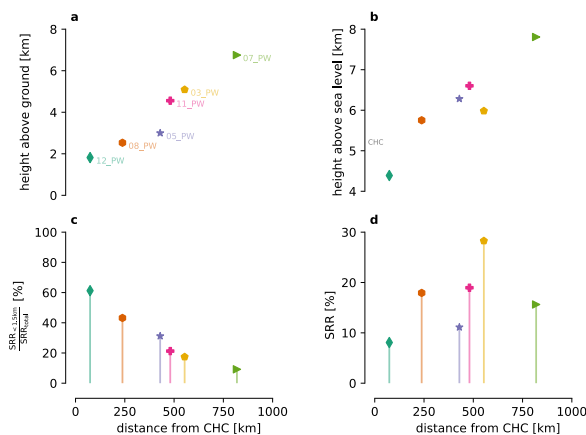 a
b
8
6
4
2
0
height above ground [km]
07_PW
03_PW
11_PW
05_PW
08_PW
12_PW
8
7
6
5
4
height above sea level [km]
CHC
c
d
100
80
60
40
20
0
SRR <1.5km / SRR total [%]
0
250
500
750
1000
distance from CHC [km]
30
20
10
0
SRR [%]
0
250
500
750
1000
distance from CHC [km]